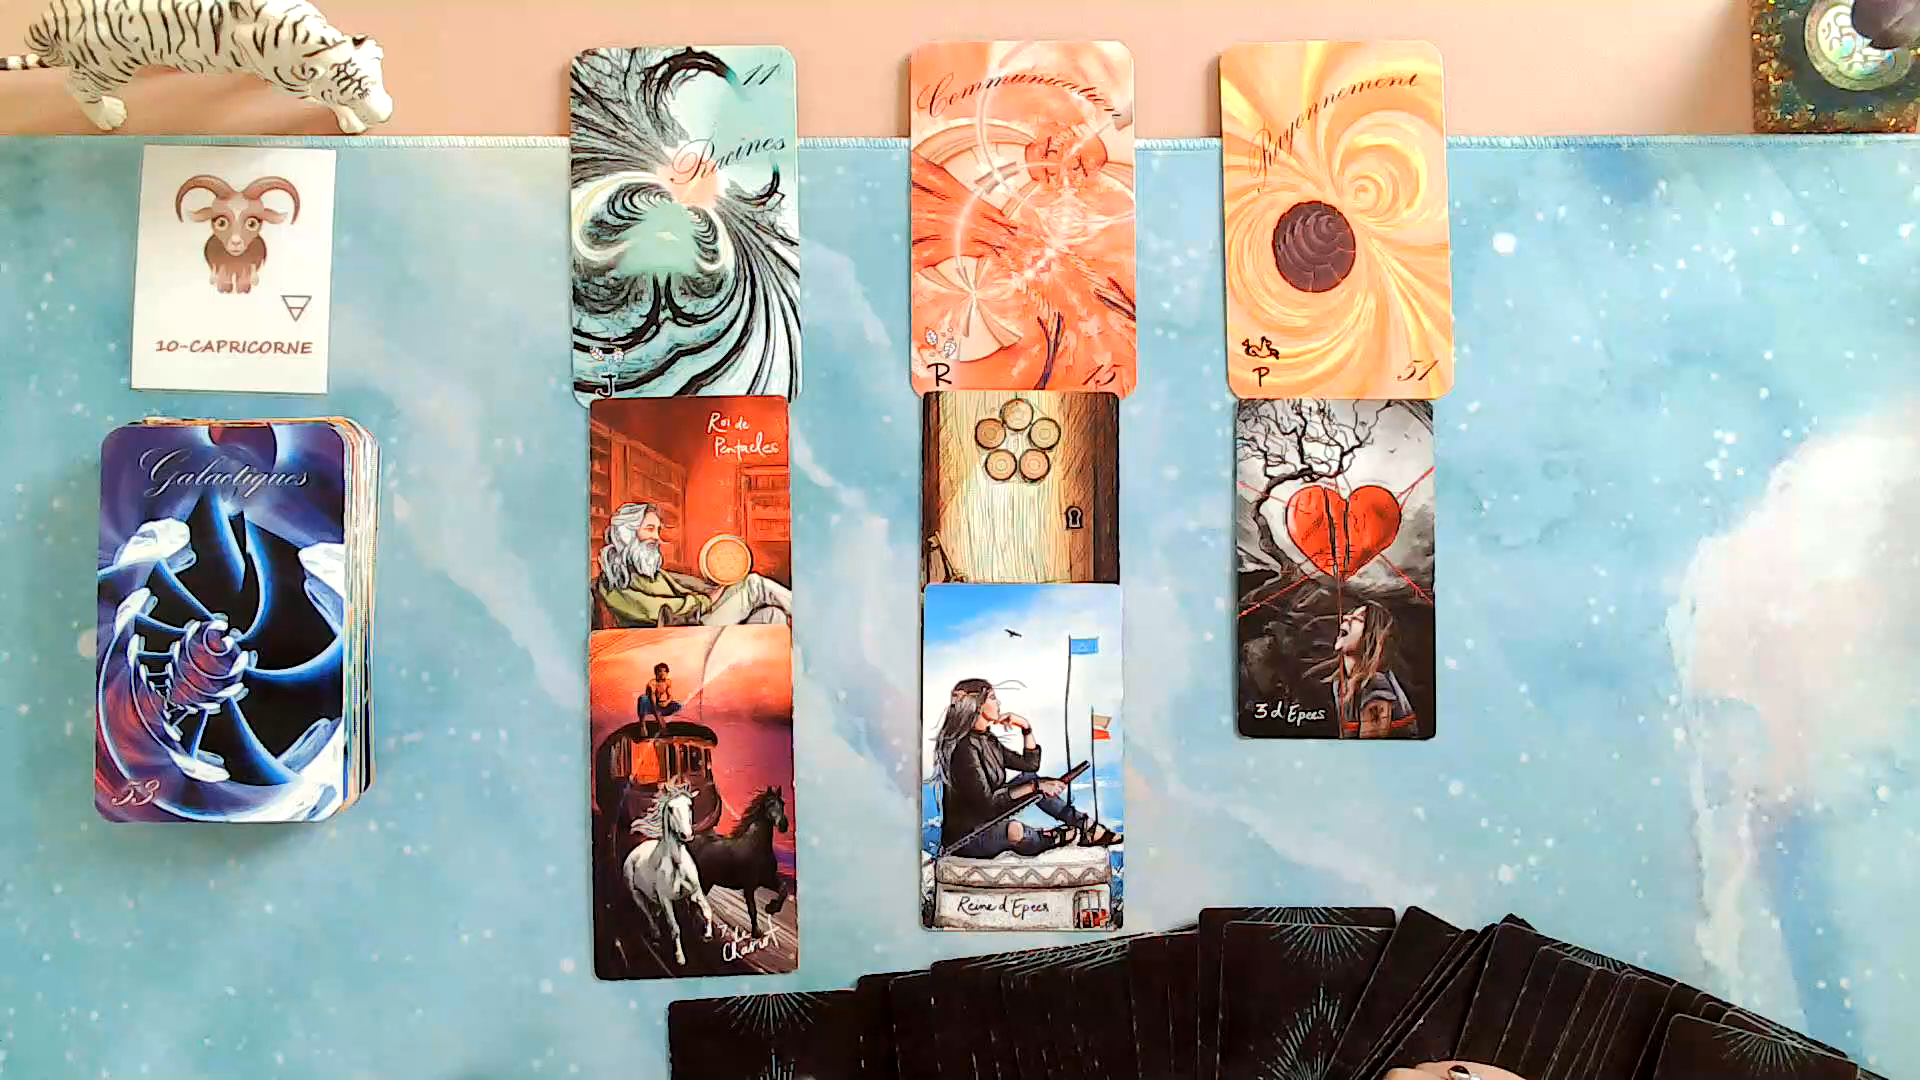 10-CAPRICORNE
Galactiques
53
11
Racines
J
Roi de
Pentacles
7. Le
Chariot
Communication
R
15
Reine d'Epees
Rayonnement
P
51
3 d'Epees